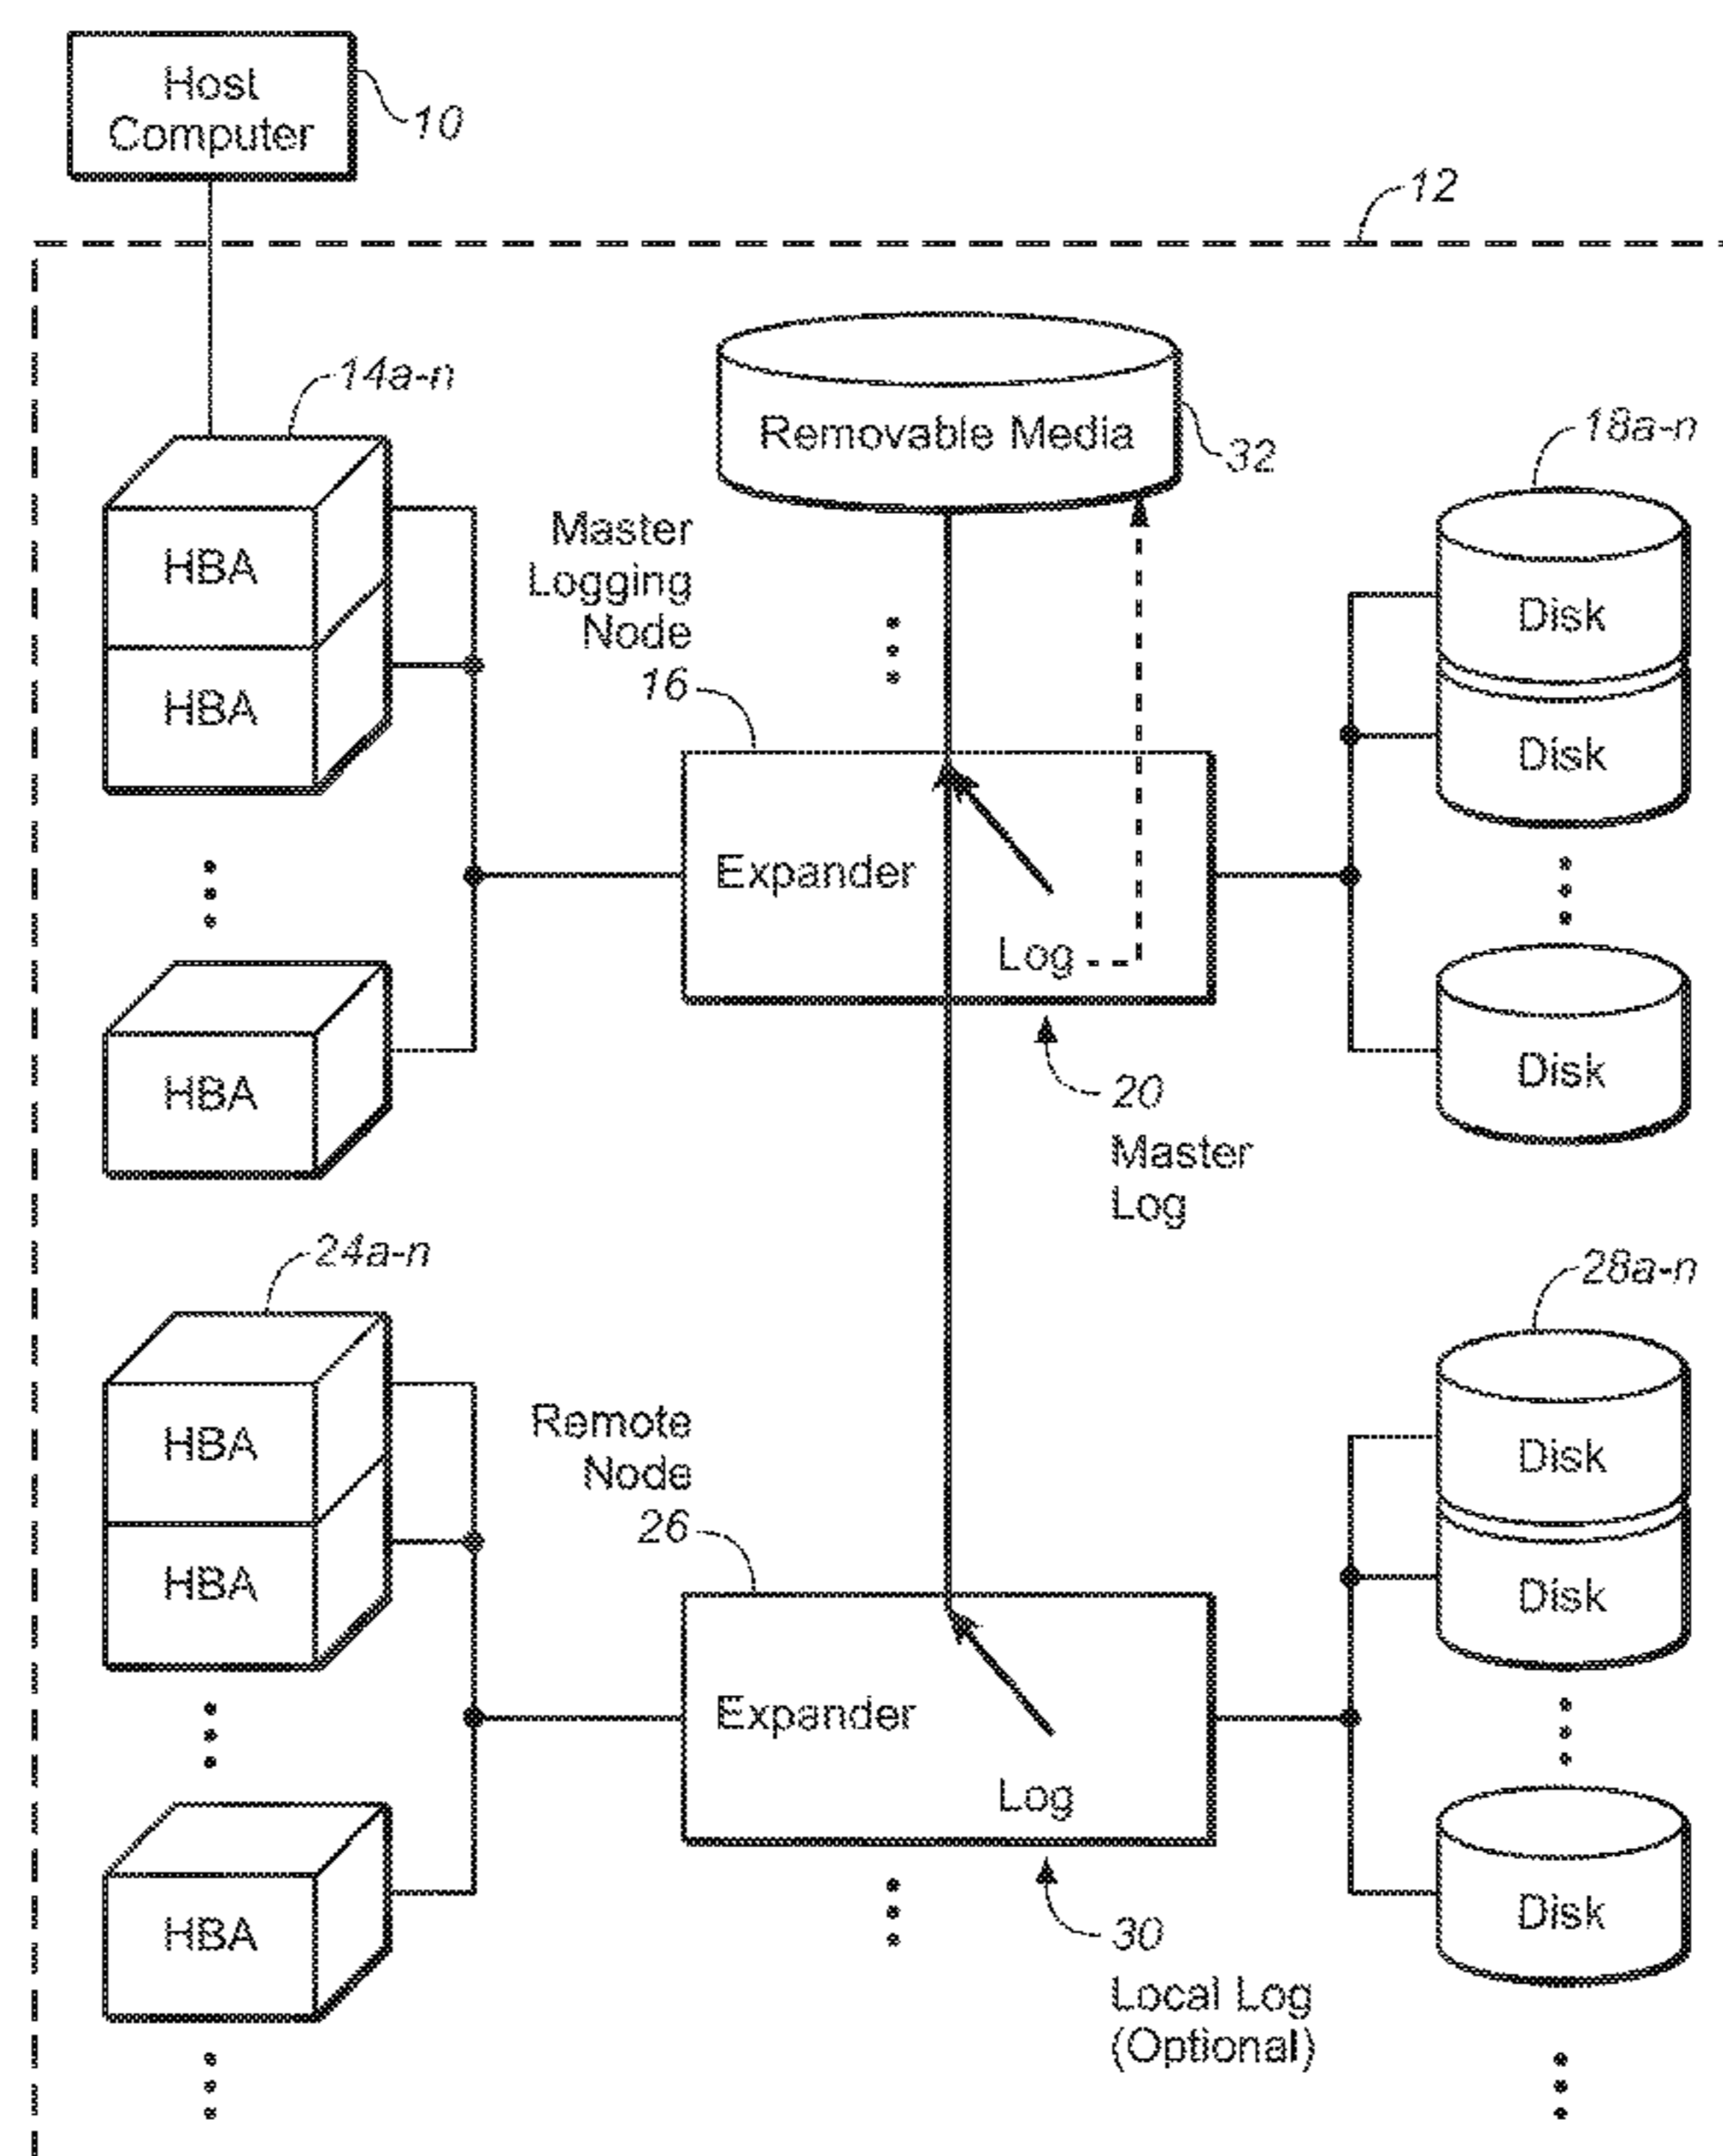 Host
Computer
10
12
14a-n
HBA
HBA
HBA
Removable Media
32
Master
Logging
Node
16
Expander
Log
20
Master
Log
18a-n
Disk
Disk
Disk
24a-n
HBA
HBA
HBA
Remote
Node
26
Expander
Log
30
Local Log
(Optional)
28a-n
Disk
Disk
Disk